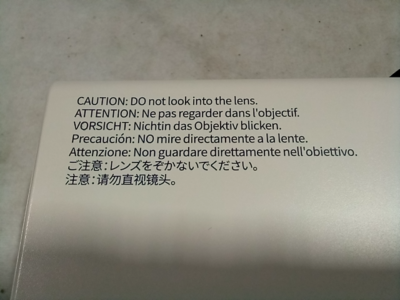 CAUTION: DO not look into the lens.
ATTENTION: Ne pas regarder dans l'objectif.
VORSICHT: Nichtin das Objektiv blicken.
Precaución: NO mire directamente a la lente.
Attenzione: Non guardare direttamente nell'obiettivo.
ご注意：レンズをぞかないでください。
注意：请勿直视镜头。